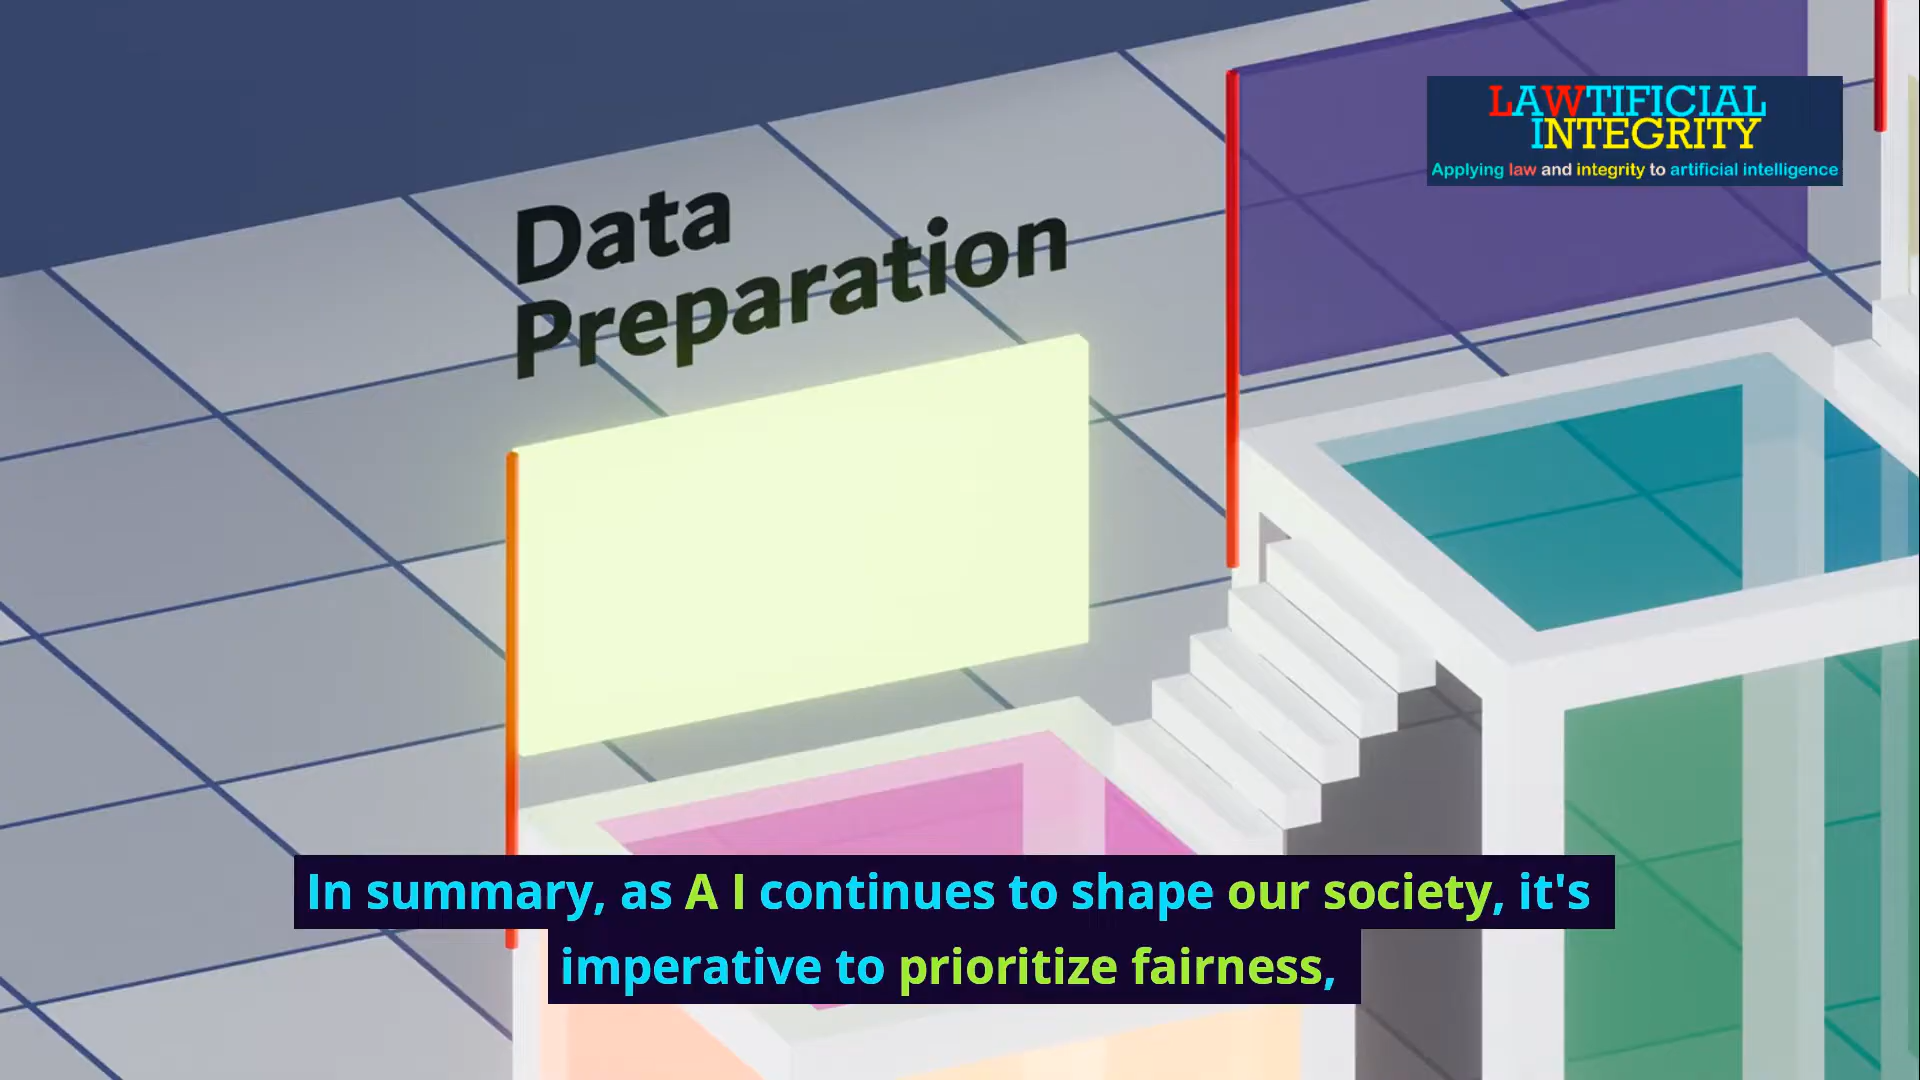 LAWTIFICIAL
INTEGRITY
Applying law and integrity to artificial intelligence
Data
Preparation
In summary, as A I continues to shape our society, it's
imperative to prioritize fairness,